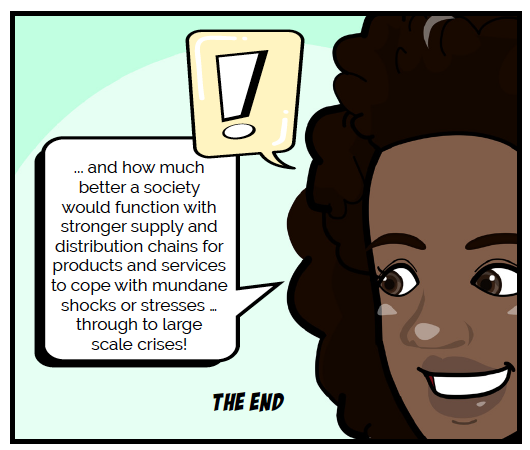 !
... and how much
better a society
would function with
stronger supply and
distribution chains for
products and services
to cope with mundane
shocks or stresses ...
through to large
scale crises!
THE END